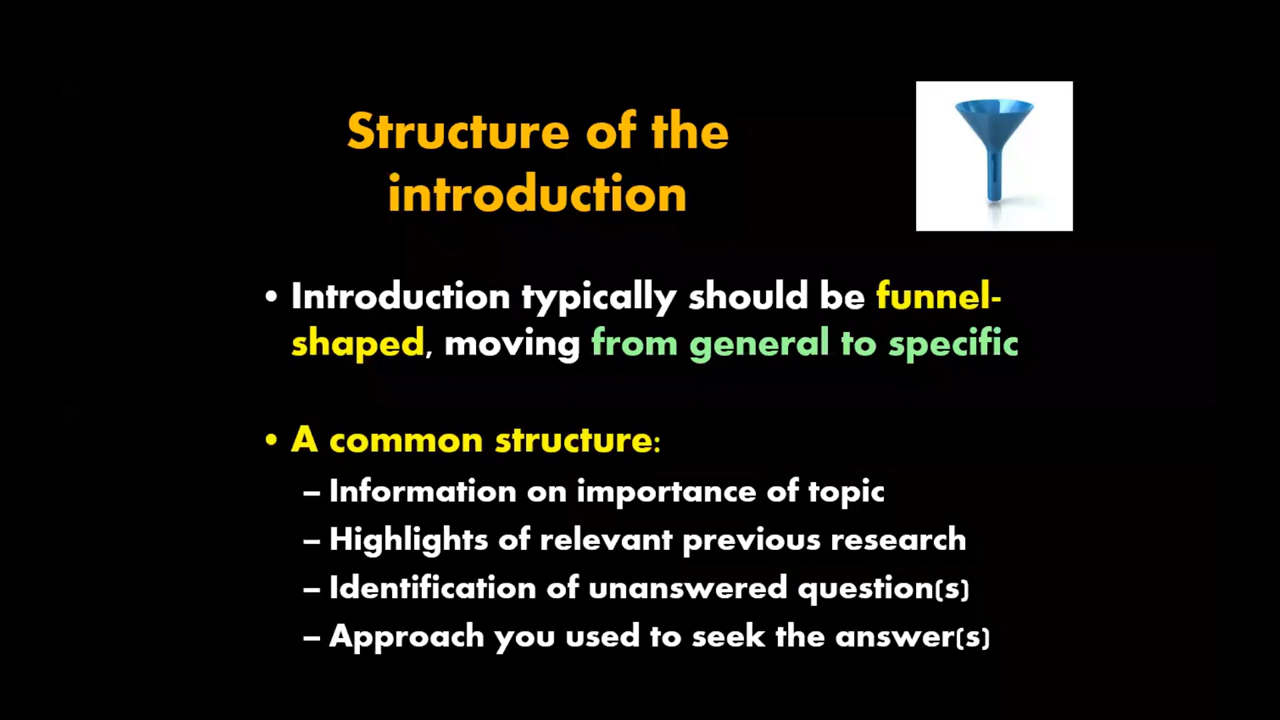 Structure of the
introduction
• Introduction typically should be funnel-
shaped, moving from general to specific
• A common structure:
– Information on importance of topic
– Highlights of relevant previous research
– Identification of unanswered question(s)
– Approach you used to seek the answer(s)